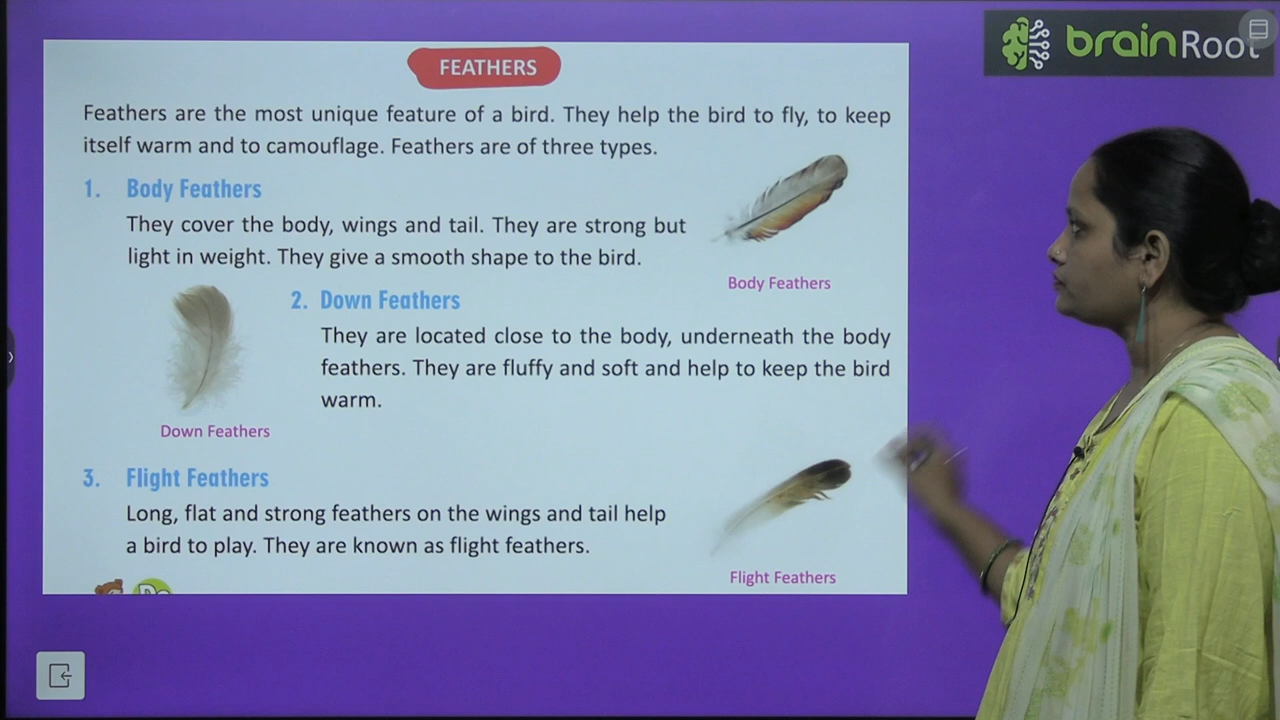 brainRoot
FEATHERS
Feathers are the most unique feature of a bird. They help the bird to fly, to keep
itself warm and to camouflage. Feathers are of three types.
1. Body Feathers
They cover the body, wings and tail. They are strong but
light in weight. They give a smooth shape to the bird.
Body Feathers
2. Down Feathers
They are located close to the body, underneath the body
feathers. They are fluffy and soft and help to keep the bird
warm.
Down Feathers
3. Flight Feathers
Long, flat and strong feathers on the wings and tail help
a bird to play. They are known as flight feathers.
Flight Feathers